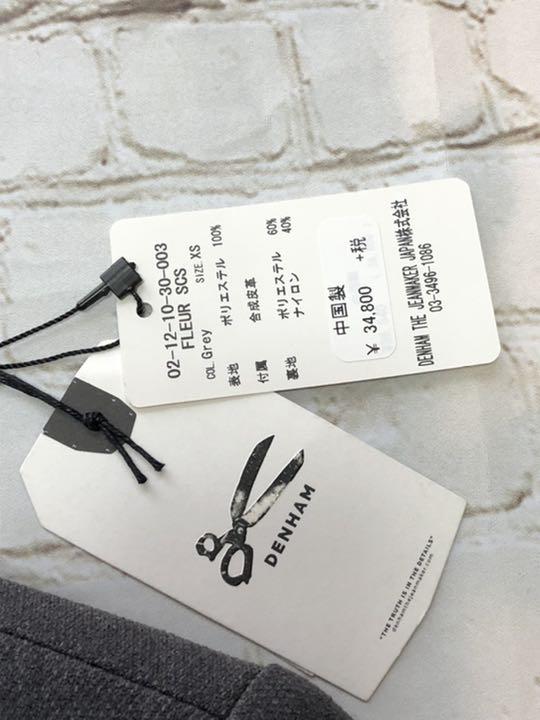 02-12-10-30-003
FLEUR SCS
COL. Grey SIZE.XS
表地 ポリエステル 100%
付属 合成皮革
裏地 ポリエステル 60%
ナイロン 40%
中国製
¥ 34,800 +税
DENHAM THE JEANMAKER JAPAN株式会社
03-3496-1086
DENHAM
"THE TRUTH IS IN THE DETAILS"
denhamthejeanmaker.com